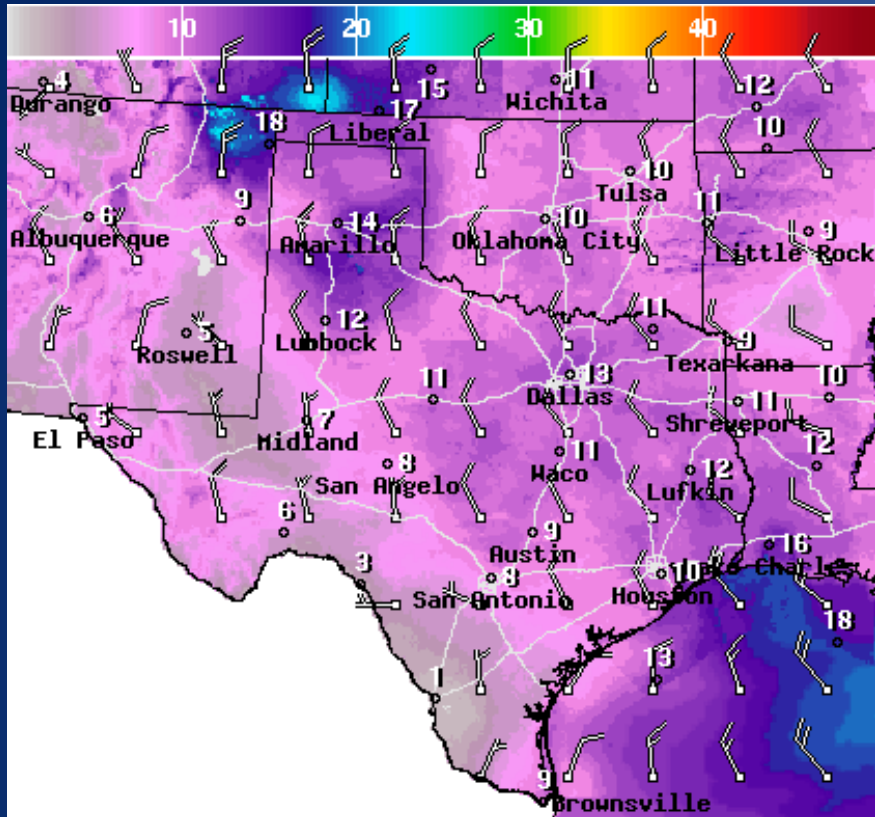 10 20 30 40
4 15 11 12
Durango Wichita
17
Liberal
18 10
10
Tulsa
6 9 14 10 11 9
Albuquerque Amarillo Oklahoma City Little Rock
5 12 11 9
Roswell Lubbock Texarkana
13
Dallas
11 11 10
5 7 Shreveport
El Paso Midland
8 11 12 12
San Angelo Waco Lufkin
6 9 16
Austin
3 8 10 Lake Charles
San Antonio Houston
18
1 13
9
Brownsville